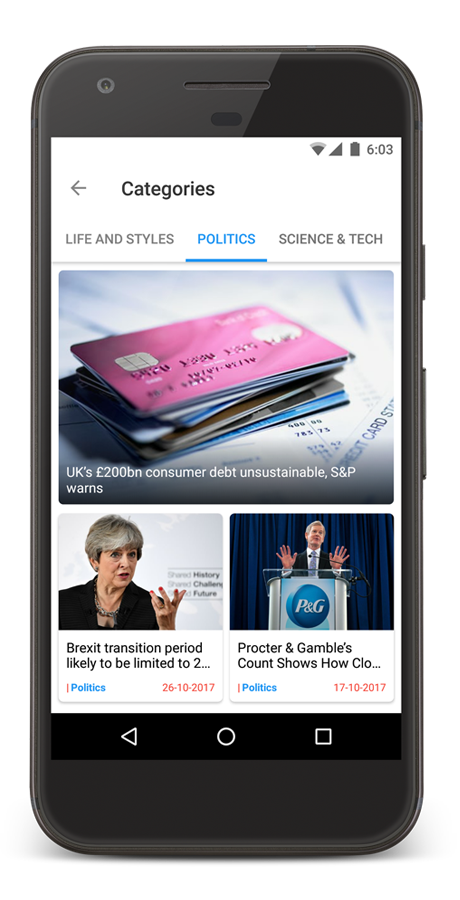 6:03
Categories
LIFE AND STYLES
POLITICS
SCIENCE & TECH
UK's £200bn consumer debt unsustainable, S&P
warns
Shared History
Shared
Shared Future
P&G
Brexit transition period
likely to be limited to 2...
| Politics
26-10-2017
Procter & Gamble's
Count Shows How Clo...
| Politics
17-10-2017